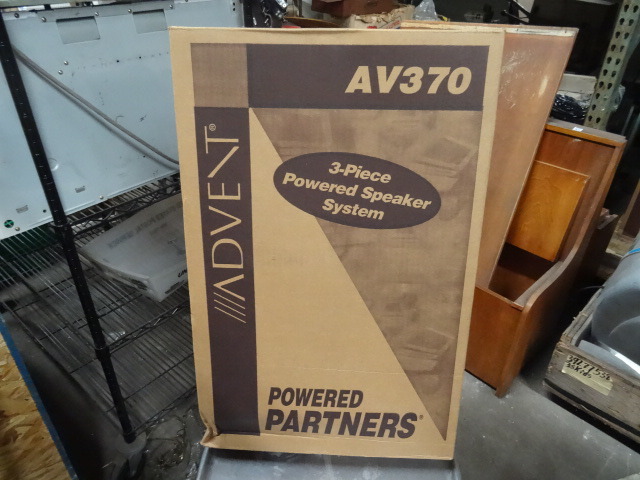 AV370
///ADVENT®
3-Piece
Powered Speaker
System
POWERED
PARTNERS®